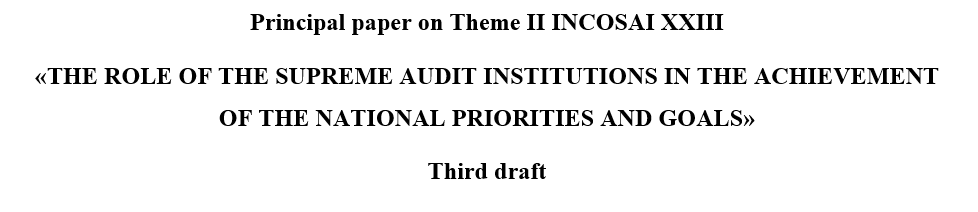 Principal paper on Theme II INCOSAI XXIII
«THE ROLE OF THE SUPREME AUDIT INSTITUTIONS IN THE ACHIEVEMENT
OF THE NATIONAL PRIORITIES AND GOALS»
Third draft